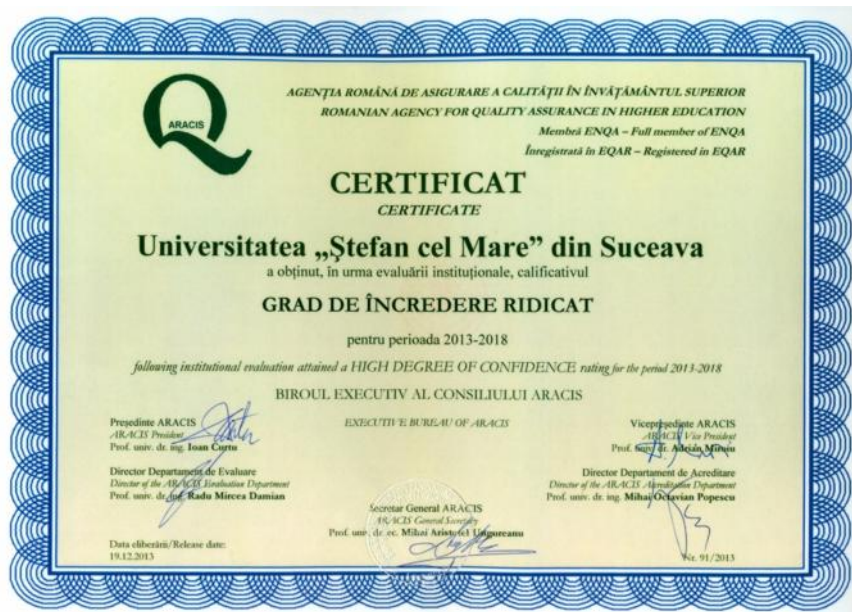 ARACIS
AGENȚIA ROMÂNĂ DE ASIGURARE A CALITĂȚII ÎN ÎNVĂȚĂMÂNTUL SUPERIOR
ROMANIAN AGENCY FOR QUALITY ASSURANCE IN HIGHER EDUCATION
Membră ENQA – Full member of ENQA
Înregistrată în EQAR – Registered in EQAR
CERTIFICAT
CERTIFICATE
Universitatea „Ștefan cel Mare” din Suceava
a obținut, în urma evaluării instituționale, calificativul
GRAD DE ÎNCREDERE RIDICAT
pentru perioada 2013-2018
following institutional evaluation attained a HIGH DEGREE OF CONFIDENCE rating for the period 2013-2018
BIROUL EXECUTIV AL CONSILIULUI ARACIS
EXECUTIVE BUREAU OF ARACIS
Președinte ARACIS
ARACIS President
Prof. univ. dr. ing. Ioan Curtu
Vicepreședinte ARACIS
ARACIS Vice President
Prof. univ. dr. Adrian Miroiu
Director Departament de Evaluare
Director of the ARACIS Evaluation Department
Prof. univ. dr. ing. Radu Mircea Damian
Director Departament de Acreditare
Director of the ARACIS Accreditation Department
Prof. univ. dr. ing. Mihai Octavian Popescu
Secretar General ARACIS
ARACIS General Secretary
Prof. univ. dr. ec. Mihai Aristotel Ungureanu
Data eliberării/Release date:
19.12.2013
Nr. 91/2013